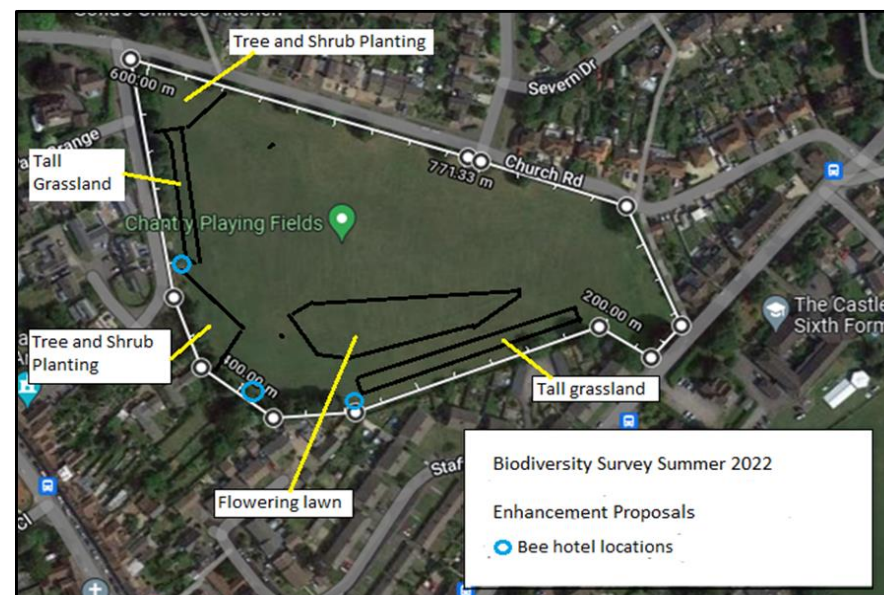 Tree and Shrub Planting
Severn Dr
600.00 m
Church Rd
771.33 m
Tall
Grassland
Chantry Playing Fields
200.00 m
The Castle
Sixth Form
Tree and Shrub
Planting
400.00 m
Tall grassland
Flowering lawn
Biodiversity Survey Summer 2022
Enhancement Proposals
Bee hotel locations